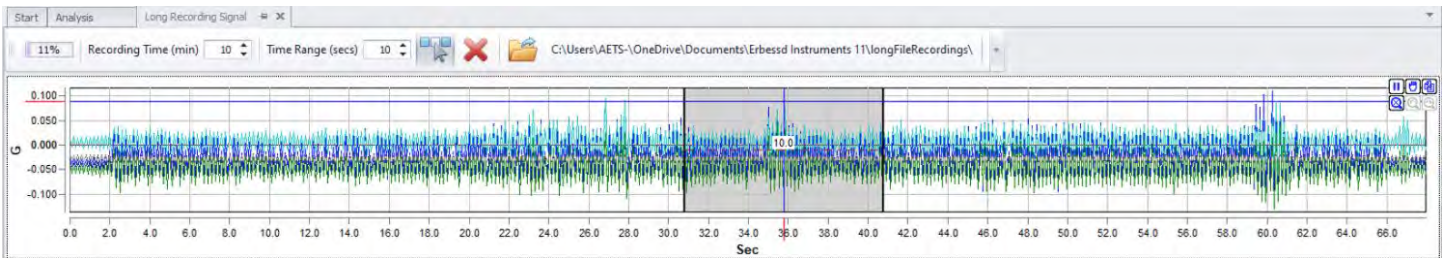 Start Analysis Long Recording Signal
11% Recording Time (min) 10 Time Range (secs) 10 C:\Users\AETS-\OneDrive\Documents\Erbessd Instruments 11\longFileRecordings\
0.100
0.050
0.000
-0.050
-0.100
G
10.0
0.0 2.0 4.0 6.0 8.0 10.0 12.0 14.0 16.0 18.0 20.0 22.0 24.0 26.0 28.0 30.0 32.0 34.0 36.0 38.0 40.0 42.0 44.0 46.0 48.0 50.0 52.0 54.0 56.0 58.0 60.0 62.0 64.0 66.0
Sec